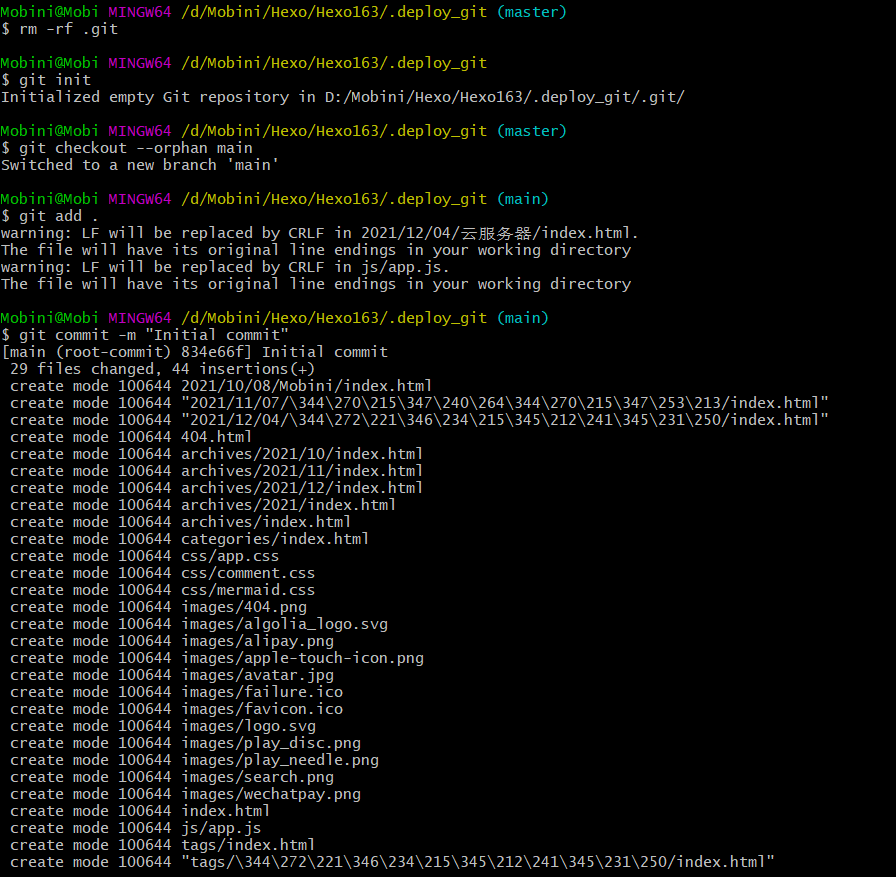 Mobini@Mobi MINGW64 /d/Mobini/Hexo/Hexo163/.deploy_git (master)
$ rm -rf .git
Mobini@Mobi MINGW64 /d/Mobini/Hexo/Hexo163/.deploy_git
$ git init
Initialized empty Git repository in D:/Mobini/Hexo/Hexo163/.deploy_git/.git/
Mobini@Mobi MINGW64 /d/Mobini/Hexo/Hexo163/.deploy_git (master)
$ git checkout --orphan main
Switched to a new branch 'main'
Mobini@Mobi MINGW64 /d/Mobini/Hexo/Hexo163/.deploy_git (main)
$ git add .
warning: LF will be replaced by CRLF in 2021/12/04/云服务器/index.html.
The file will have its original line endings in your working directory
warning: LF will be replaced by CRLF in js/app.js.
The file will have its original line endings in your working directory
Mobini@Mobi MINGW64 /d/Mobini/Hexo/Hexo163/.deploy_git (main)
$ git commit -m "Initial commit"
[main (root-commit) 834e66f] Initial commit
 29 files changed, 44 insertions(+)
 create mode 100644 2021/10/08/Mobini/index.html
 create mode 100644 "2021/11/07/\344\270\215\347\240\264\344\270\215\347\253\213/index.html"
 create mode 100644 "2021/12/04/\344\272\221\346\234\215\345\212\241\345\231\250/index.html"
 create mode 100644 404.html
 create mode 100644 archives/2021/10/index.html
 create mode 100644 archives/2021/11/index.html
 create mode 100644 archives/2021/12/index.html
 create mode 100644 archives/2021/index.html
 create mode 100644 archives/index.html
 create mode 100644 categories/index.html
 create mode 100644 css/app.css
 create mode 100644 css/comment.css
 create mode 100644 css/mermaid.css
 create mode 100644 images/404.png
 create mode 100644 images/algolia_logo.svg
 create mode 100644 images/alipay.png
 create mode 100644 images/apple-touch-icon.png
 create mode 100644 images/avatar.jpg
 create mode 100644 images/failure.ico
 create mode 100644 images/favicon.ico
 create mode 100644 images/logo.svg
 create mode 100644 images/play_disc.png
 create mode 100644 images/play_needle.png
 create mode 100644 images/search.png
 create mode 100644 images/wechatpay.png
 create mode 100644 index.html
 create mode 100644 js/app.js
 create mode 100644 tags/index.html
 create mode 100644 "tags/\344\272\221\346\234\215\345\212\241\345\231\250/index.html"